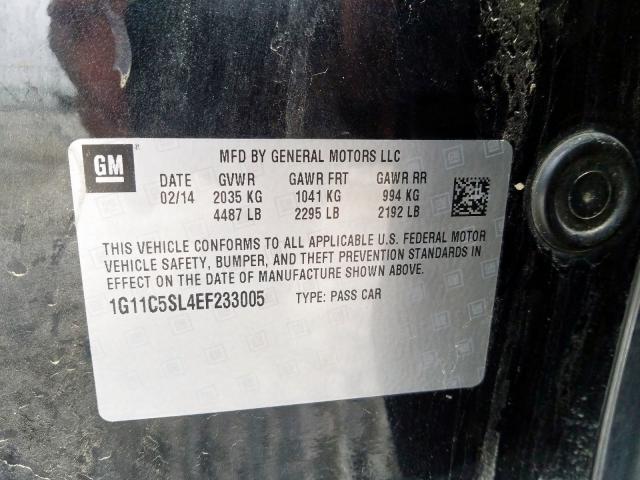 GM
MFD BY GENERAL MOTORS LLC
DATE GVWR GAWR FRT GAWR RR
02/14 2035 KG 1041 KG 994 KG
4487 LB 2295 LB 2192 LB
THIS VEHICLE CONFORMS TO ALL APPLICABLE U.S. FEDERAL MOTOR
VEHICLE SAFETY, BUMPER, AND THEFT PREVENTION STANDARDS IN
EFFECT ON THE DATE OF MANUFACTURE SHOWN ABOVE.
1G11C5SL4EF233005 TYPE: PASS CAR